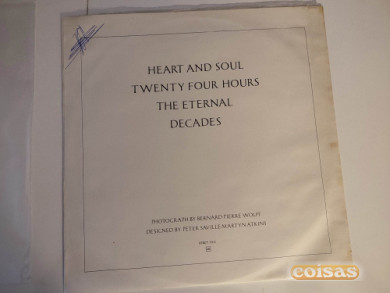 HEART AND SOUL
TWENTY FOUR HOURS
THE ETERNAL
DECADES
PHOTOGRAPH BY BERNARD PIERRE WOLFF
DESIGNED BY PETER SAVILLE MARTYN ATKINS
coisas